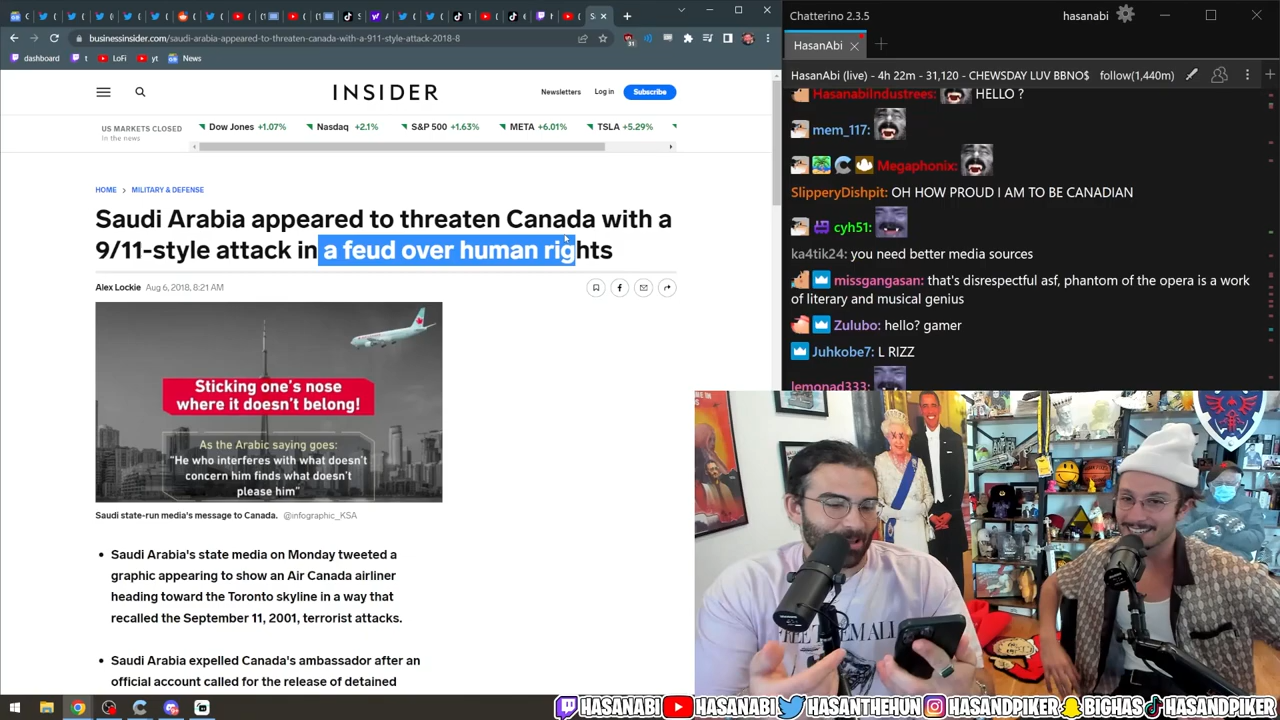 businessinsider.com/saudi-arabia-appeared-to-threaten-canada-with-a-911-style-attack-2018-8
dashboard
t
LoFi
yt
News
INSIDER
Newsletters
Log in
Subscribe
US MARKETS CLOSED
In the news
Dow Jones +1.07%
Nasdaq +2.1%
S&P 500 +1.63%
META +6.01%
TSLA +5.29%
HOME > MILITARY & DEFENSE
Saudi Arabia appeared to threaten Canada with a
9/11-style attack in a feud over human rights
Alex Lockie Aug 6, 2018, 8:21 AM
Sticking one's nose
where it doesn't belong!
As the Arabic saying goes:
"He who interferes with what doesn't
concern him finds what doesn't
please him"
Saudi state-run media's message to Canada. @infographic_KSA
• Saudi Arabia's state media on Monday tweeted a
graphic appearing to show an Air Canada airliner
heading toward the Toronto skyline in a way that
recalled the September 11, 2001, terrorist attacks.
• Saudi Arabia expelled Canada's ambassador after an
official account called for the release of detained
Chatterino 2.3.5
hasanabi
HasanAbi
HasanAbi (live) - 4h 22m - 31,120 - CHEWSDAY LUV BBNO$
follow(1,440m)
HasanabiIndustrees: HELLO ?
mem_117:
Megaphonix:
SlipperyDishpit: OH HOW PROUD I AM TO BE CANADIAN
cyh51:
ka4tik24: you need better media sources
missgangasan: that's disrespectful asf, phantom of the opera is a work
of literary and musical genius
Zulubo: hello? gamer
Juhkobe7: L RIZZ
lemonad333:
FREE THEM ALL
HASANABI
HASANABI
HASANTHEHUN
HASANDPIKER
BIGHAS
HASANDPIKER